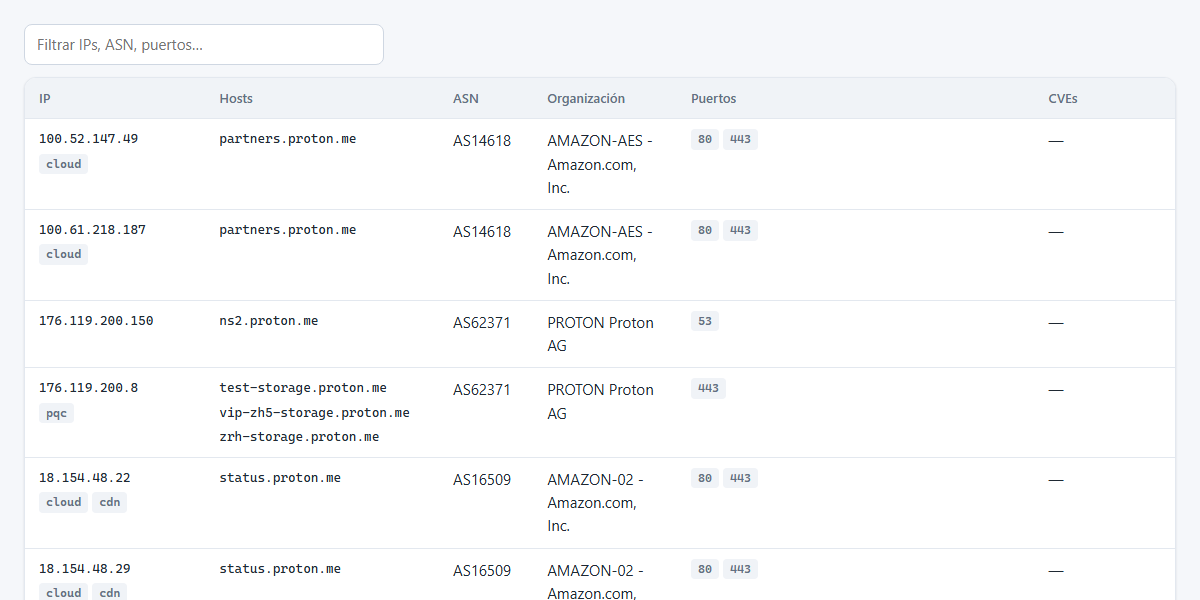 Filtrar IPs, ASN, puertos...
IP Hosts ASN Organización Puertos CVEs
100.52.147.49 partners.proton.me AS14618 AMAZON-AES - 80 443 —
cloud Amazon.com,
Inc.
100.61.218.187 partners.proton.me AS14618 AMAZON-AES - 80 443 —
cloud Amazon.com,
Inc.
176.119.200.150 ns2.proton.me AS62371 PROTON Proton 53 —
AG
176.119.200.8 test-storage.proton.me AS62371 PROTON Proton 443 —
pqc vip-zh5-storage.proton.me AG
zrh-storage.proton.me
18.154.48.22 status.proton.me AS16509 AMAZON-02 - 80 443 —
cloud cdn Amazon.com,
Inc.
18.154.48.29 status.proton.me AS16509 AMAZON-02 - 80 443 —
cloud cdn Amazon.com,